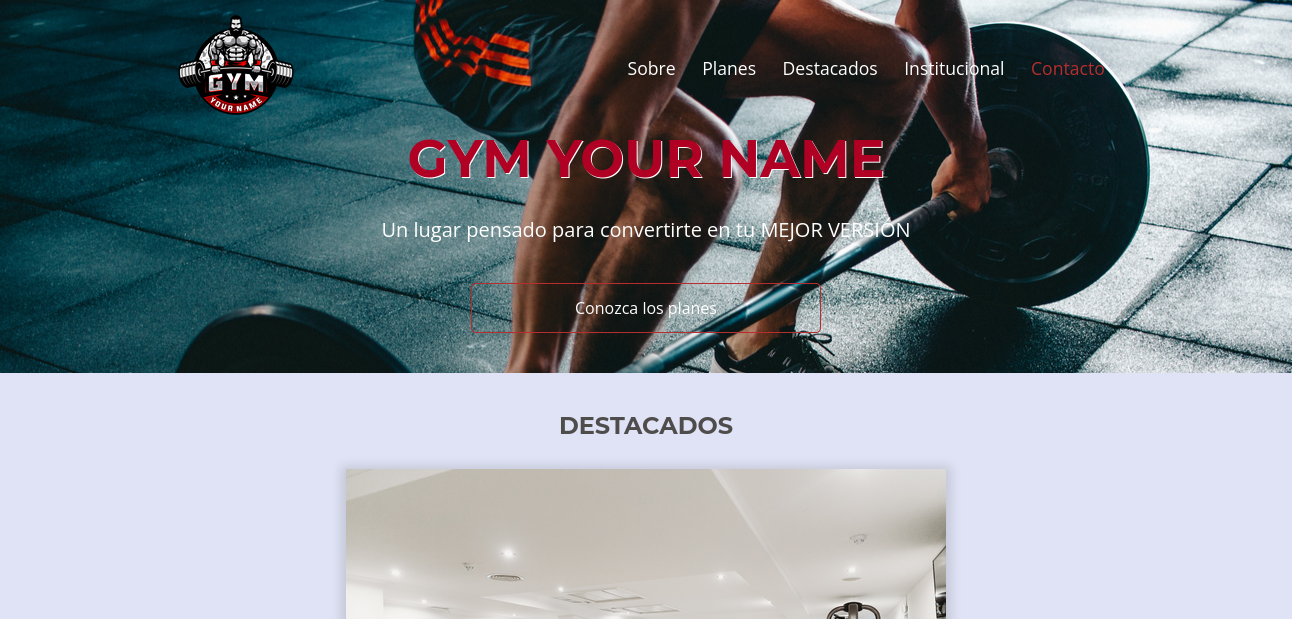 GYM
YOUR NAME
Sobre Planes Destacados Institucional Contacto
GYM YOUR NAME
Un lugar pensado para convertirte en tu MEJOR VERSIÓN
Conozca los planes
DESTACADOS